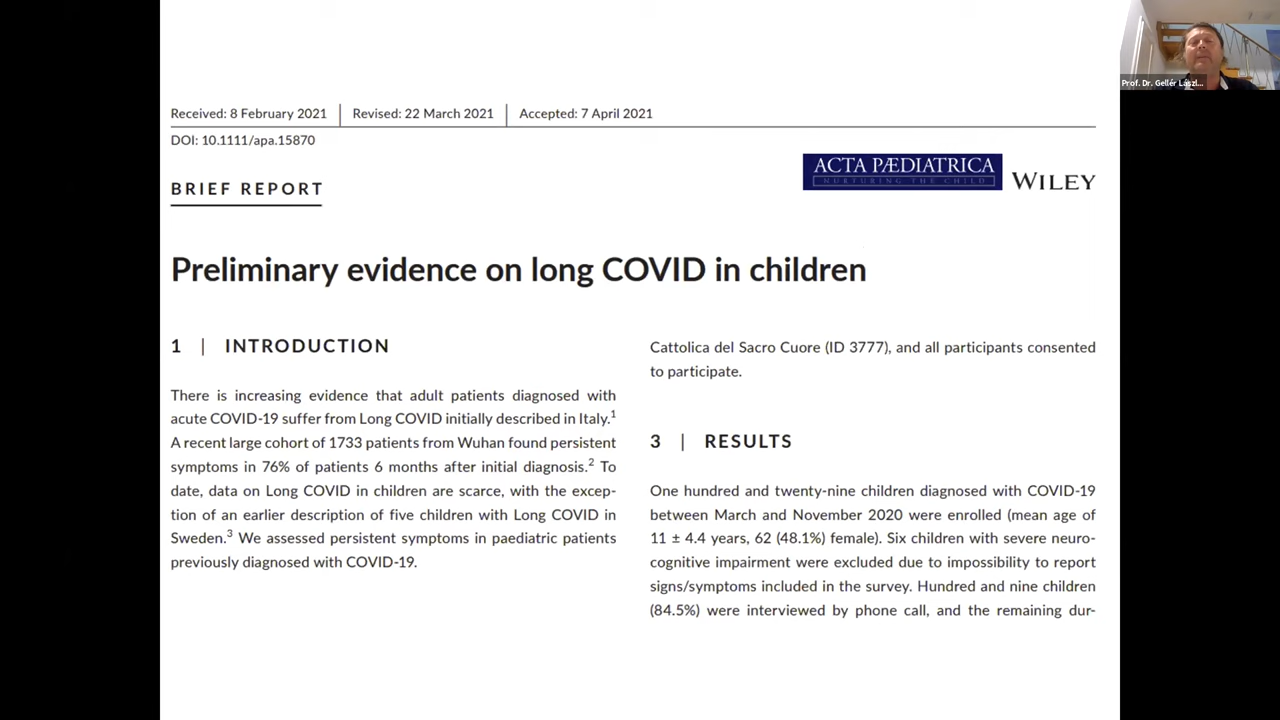 Prof. Dr. Gellér Lászl...
Received: 8 February 2021 | Revised: 22 March 2021 | Accepted: 7 April 2021
DOI: 10.1111/apa.15870
BRIEF REPORT
ACTA PÆDIATRICA
NURTURING THE CHILD
WILEY
Preliminary evidence on long COVID in children
1 | INTRODUCTION
There is increasing evidence that adult patients diagnosed with
acute COVID-19 suffer from Long COVID initially described in Italy.1
A recent large cohort of 1733 patients from Wuhan found persistent
symptoms in 76% of patients 6 months after initial diagnosis.2 To
date, data on Long COVID in children are scarce, with the excep-
tion of an earlier description of five children with Long COVID in
Sweden.3 We assessed persistent symptoms in paediatric patients
previously diagnosed with COVID-19.
Cattolica del Sacro Cuore (ID 3777), and all participants consented
to participate.
3 | RESULTS
One hundred and twenty-nine children diagnosed with COVID-19
between March and November 2020 were enrolled (mean age of
11 ± 4.4 years, 62 (48.1%) female). Six children with severe neuro-
cognitive impairment were excluded due to impossibility to report
signs/symptoms included in the survey. Hundred and nine children
(84.5%) were interviewed by phone call, and the remaining dur-